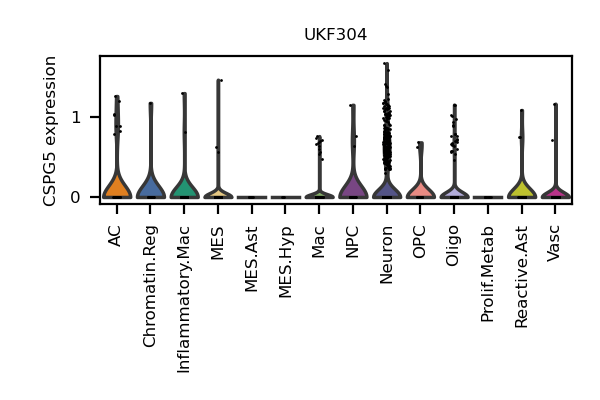 UKF304
CSPG5 expression
1
0
AC
Chromatin.Reg
Inflammatory.Mac
MES
MES.Ast
MES.Hyp
Mac
NPC
Neuron
OPC
Oligo
Prolif.Metab
Reactive.Ast
Vasc